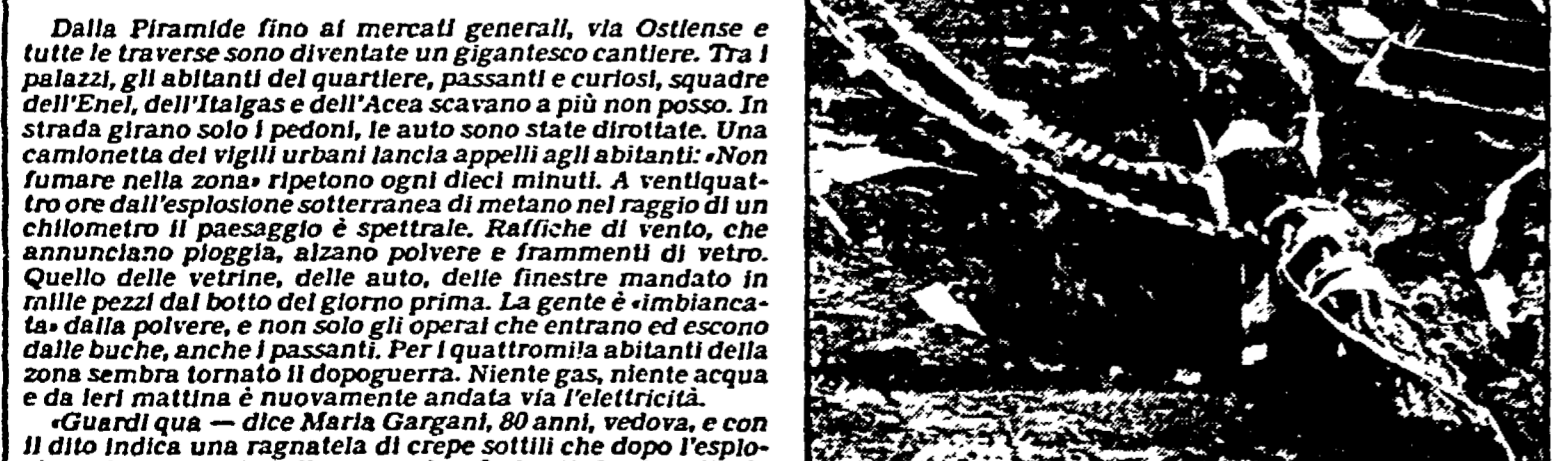 Dalla Piramide fino ai mercati generali, via Ostiense e
tutte le traverse sono diventate un gigantesco cantiere. Tra i
palazzi, gli abitanti del quartiere, passanti e curiosi, squadre
dell'Enel, dell'Italgas e dell'Acea scavano a più non posso. In
strada girano solo i pedoni, le auto sono state dirottate. Una
camionetta dei vigili urbani lancia appelli agli abitanti: «Non
fumare nella zona» ripetono ogni dieci minuti. A ventiquat-
tro ore dall'esplosione sotterranea di metano nel raggio di un
chilometro il paesaggio è spettrale. Raffiche di vento, che
annunciano pioggia, alzano polvere e frammenti di vetro.
Quello delle vetrine, delle auto, delle finestre mandato in
mille pezzi dal botto del giorno prima. La gente è «imbianca-
ta» dalla polvere, e non solo gli operai che entrano ed escono
dalle buche, anche i passanti. Per i quattromila abitanti della
zona sembra tornato il dopoguerra. Niente gas, niente acqua
e da ieri mattina è nuovamente andata via l'elettricità.
«Guardi qua — dice Maria Gargani, 80 anni, vedova, e con
il dito indica una ragnatela di crepe sottili che dopo l'esplo-